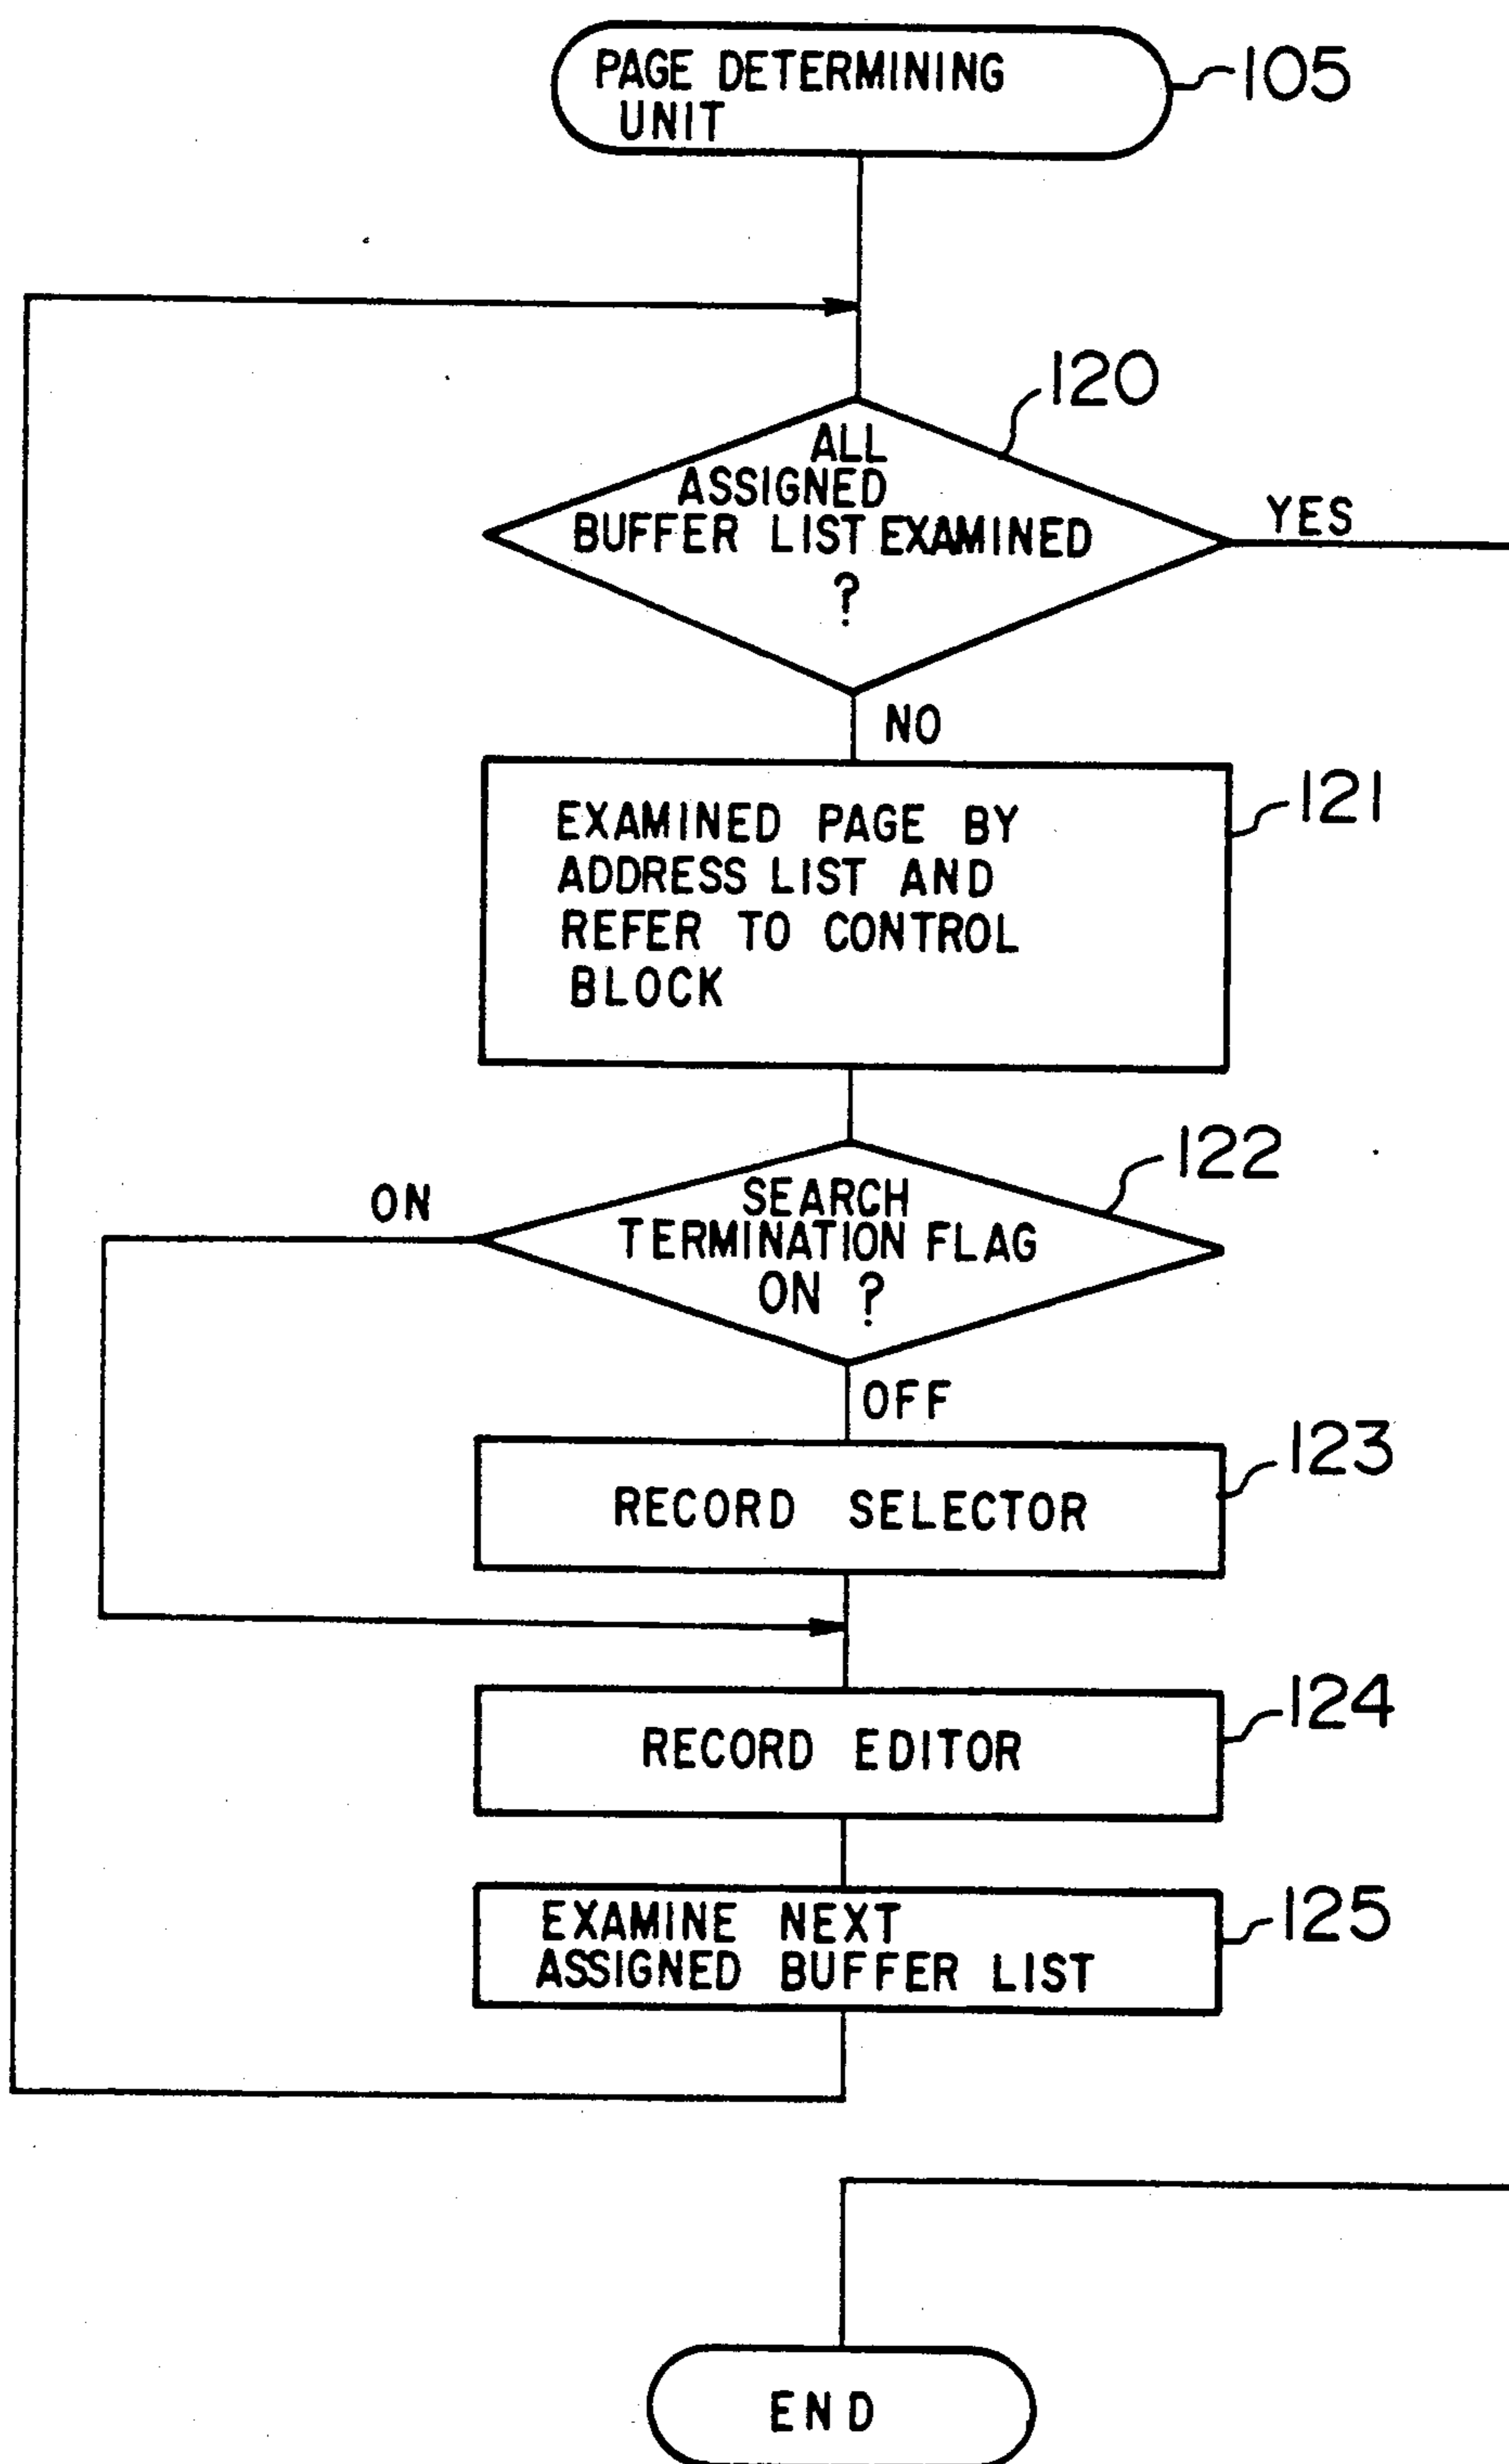 PAGE DETERMINING
UNIT
105
120
ALL
ASSIGNED
BUFFER LIST EXAMINED
?
YES
NO
121
EXAMINED PAGE BY
ADDRESS LIST AND
REFER TO CONTROL
BLOCK
122
ON
SEARCH
TERMINATION FLAG
ON ?
OFF
123
RECORD SELECTOR
124
RECORD EDITOR
125
EXAMINE NEXT
ASSIGNED BUFFER LIST
END